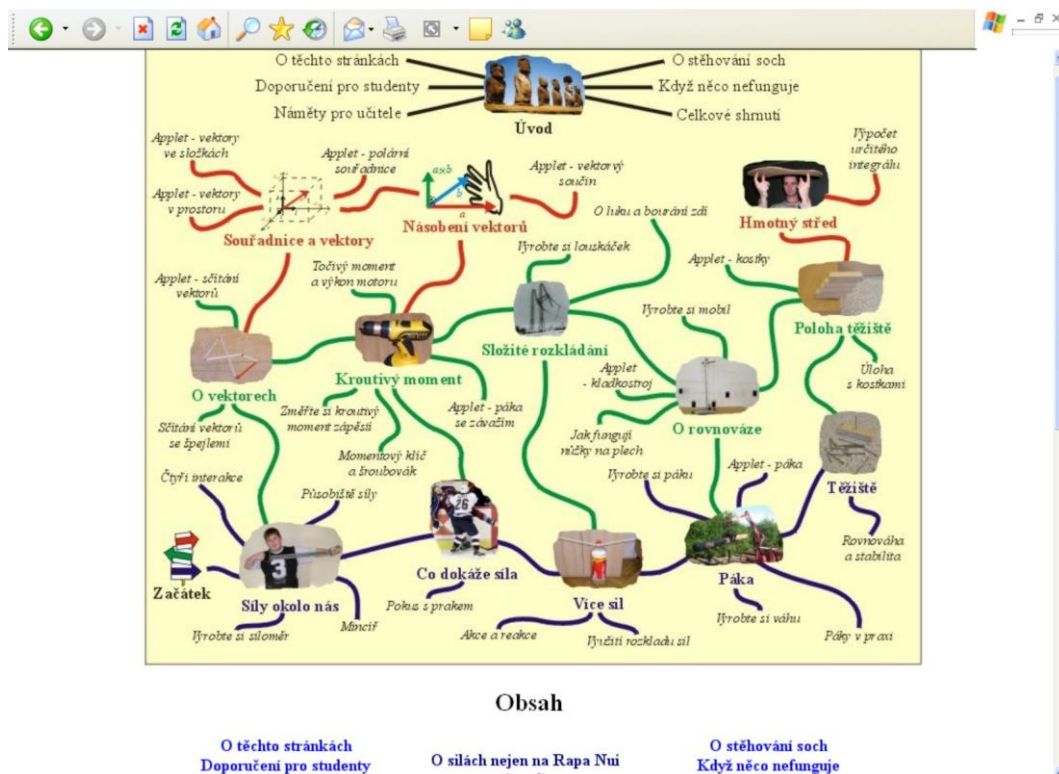 O těchto stránkách
Doporučení pro studenty
Náměty pro učitele
Úvod
O stěhování soch
Když něco nefunguje
Celkové shrnutí
Applet - vektory
ve složkách
Applet - vektory
v prostoru
Applet - polární
souřadnice
Souřadnice a vektory
a×b
b
a
Násobení vektorů
Applet - vektorový
součin
Výpočet
určitého
integrálu
Hmotný střed
O luku a bourání zdí
Vyrobte si louskáček
Točivý moment
a výkon motoru
Applet - sčítání
vektorů
Applet - kostky
Vyrobte si mobil
Poloha těžiště
Složité rozkládání
Kroutivý moment
O vektorech
Applet
- kladkostroj
Úloha
s kostkami
Změřte si kroutivý
moment zápěstí
Applet - páka
se závažím
O rovnováze
Sčítání vektorů
se špejlemi
Momentový klíč
a šroubovák
Jak fungují
nůžky na plech
Čtyři interakce
Působiště síly
Vyrobte si páku
Applet - páka
Těžiště
26
3
Rovnováha
a stabilita
Začátek
Síly okolo nás
Co dokáže síla
Více sil
Páka
Vyrobte si siloměr
Mincíř
Pokus s prakem
Akce a reakce
Využití rozkladu sil
Vyrobte si váhu
Páky v praxi
Obsah
O těchto stránkách
Doporučení pro studenty
O silách nejen na Rapa Nui
O stěhování soch
Když něco nefunguje